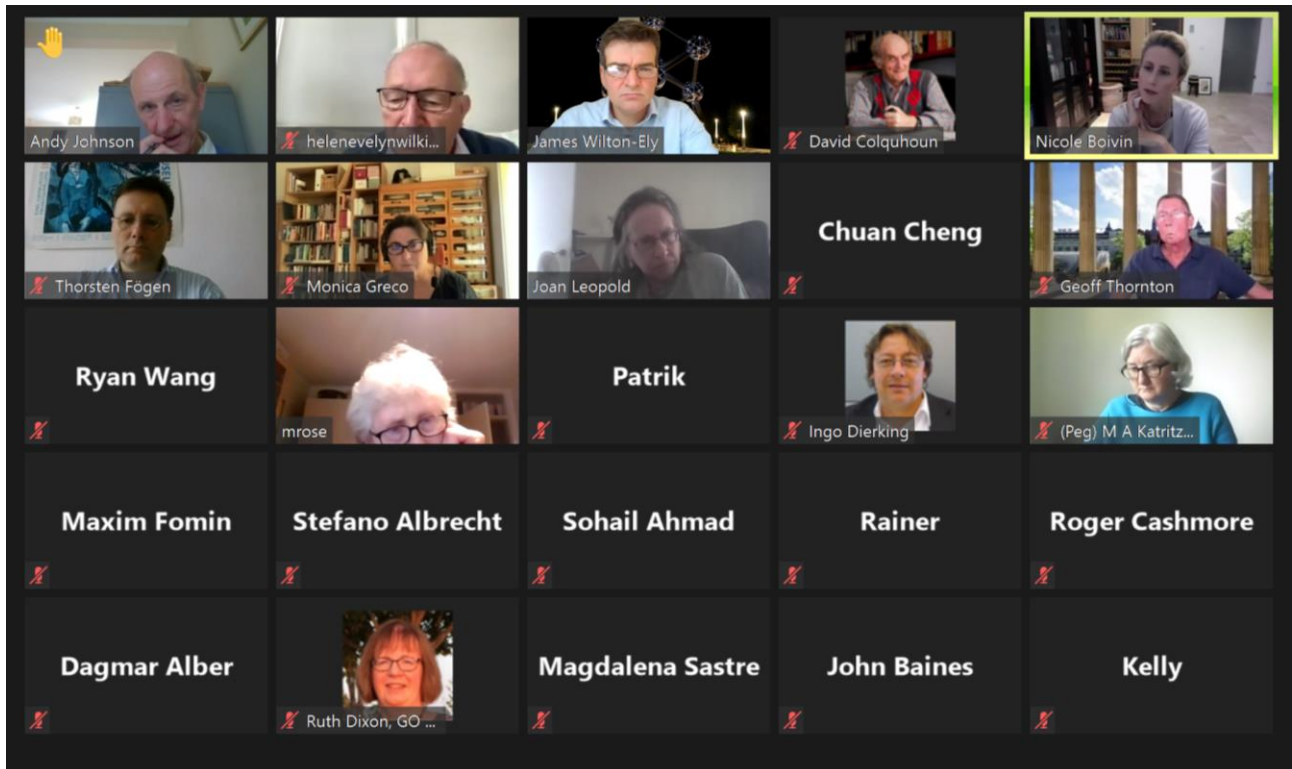 Andy Johnson
helenevelynwilki...
James Wilton-Ely
David Colquhoun
Nicole Boivin
Thorsten Fögen
Monica Greco
Joan Leopold
Chuan Cheng
Geoff Thornton
Ryan Wang
mrose
Patrik
Ingo Dierking
(Peg) M A Katritz...
Maxim Fomin
Stefano Albrecht
Sohail Ahmad
Rainer
Roger Cashmore
Dagmar Alber
Ruth Dixon, GO ...
Magdalena Sastre
John Baines
Kelly